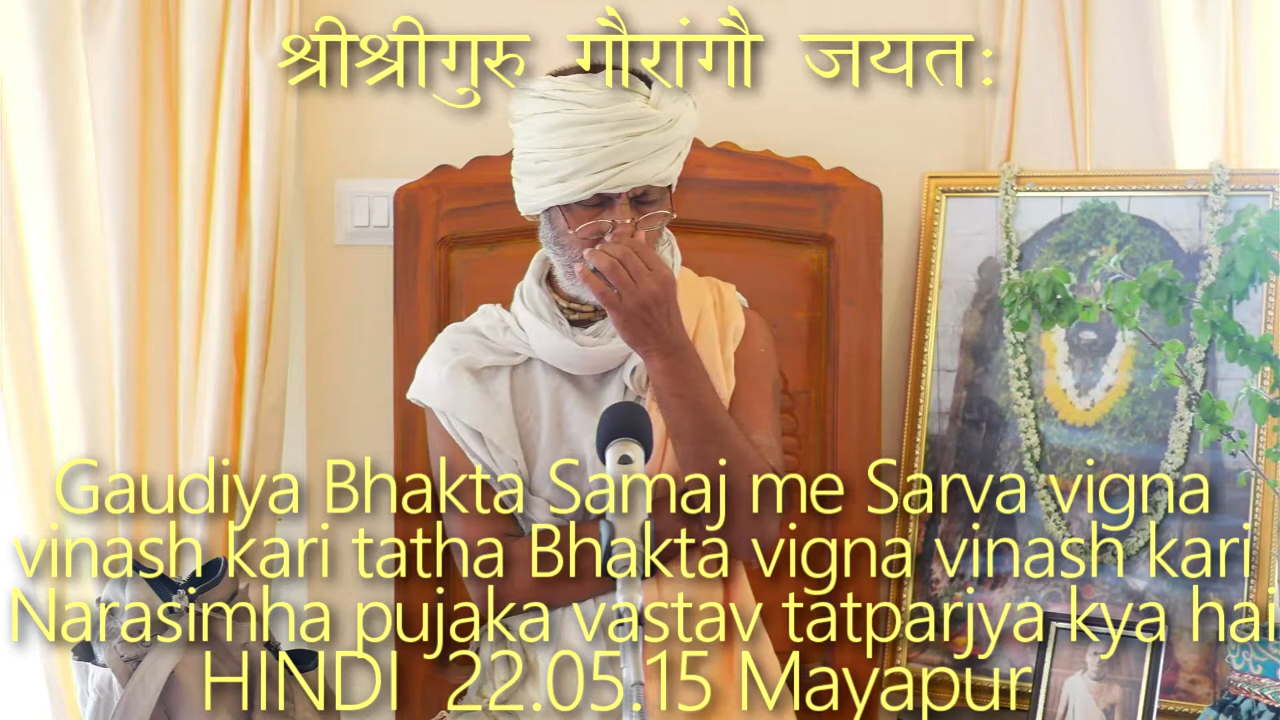 श्रीश्रीगुरु गौरांगौ जयतः
Gaudiya Bhakta Samaj me Sarva vigna
vinash kari tatha Bhakta vigna vinash kari
Narasimha pujaka vastav tatparjya kya hai
HINDI 22.05.15 Mayapur